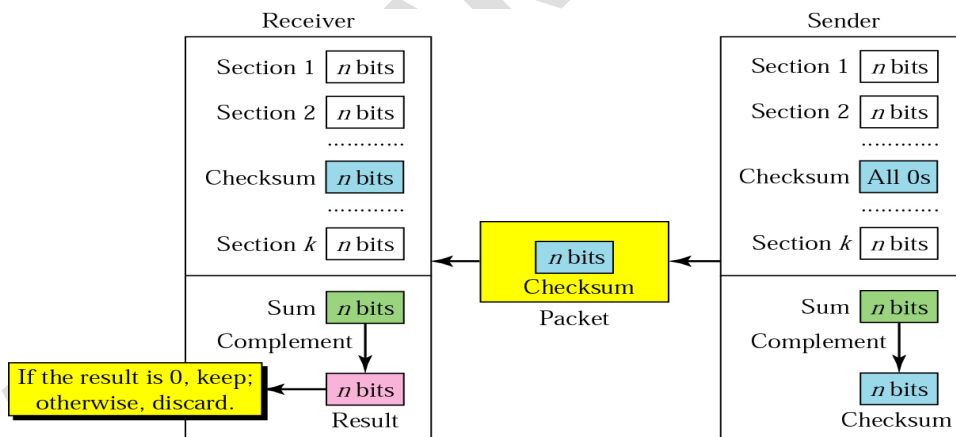 Receiver
Section 1 n bits
Section 2 n bits
............
Checksum n bits
............
Section k n bits
Sum n bits
Complement
n bits
Result
If the result is 0, keep;
otherwise, discard.
n bits
Checksum
Packet
Sender
Section 1 n bits
Section 2 n bits
............
Checksum All 0s
............
Section k n bits
Sum n bits
Complement
n bits
Checksum